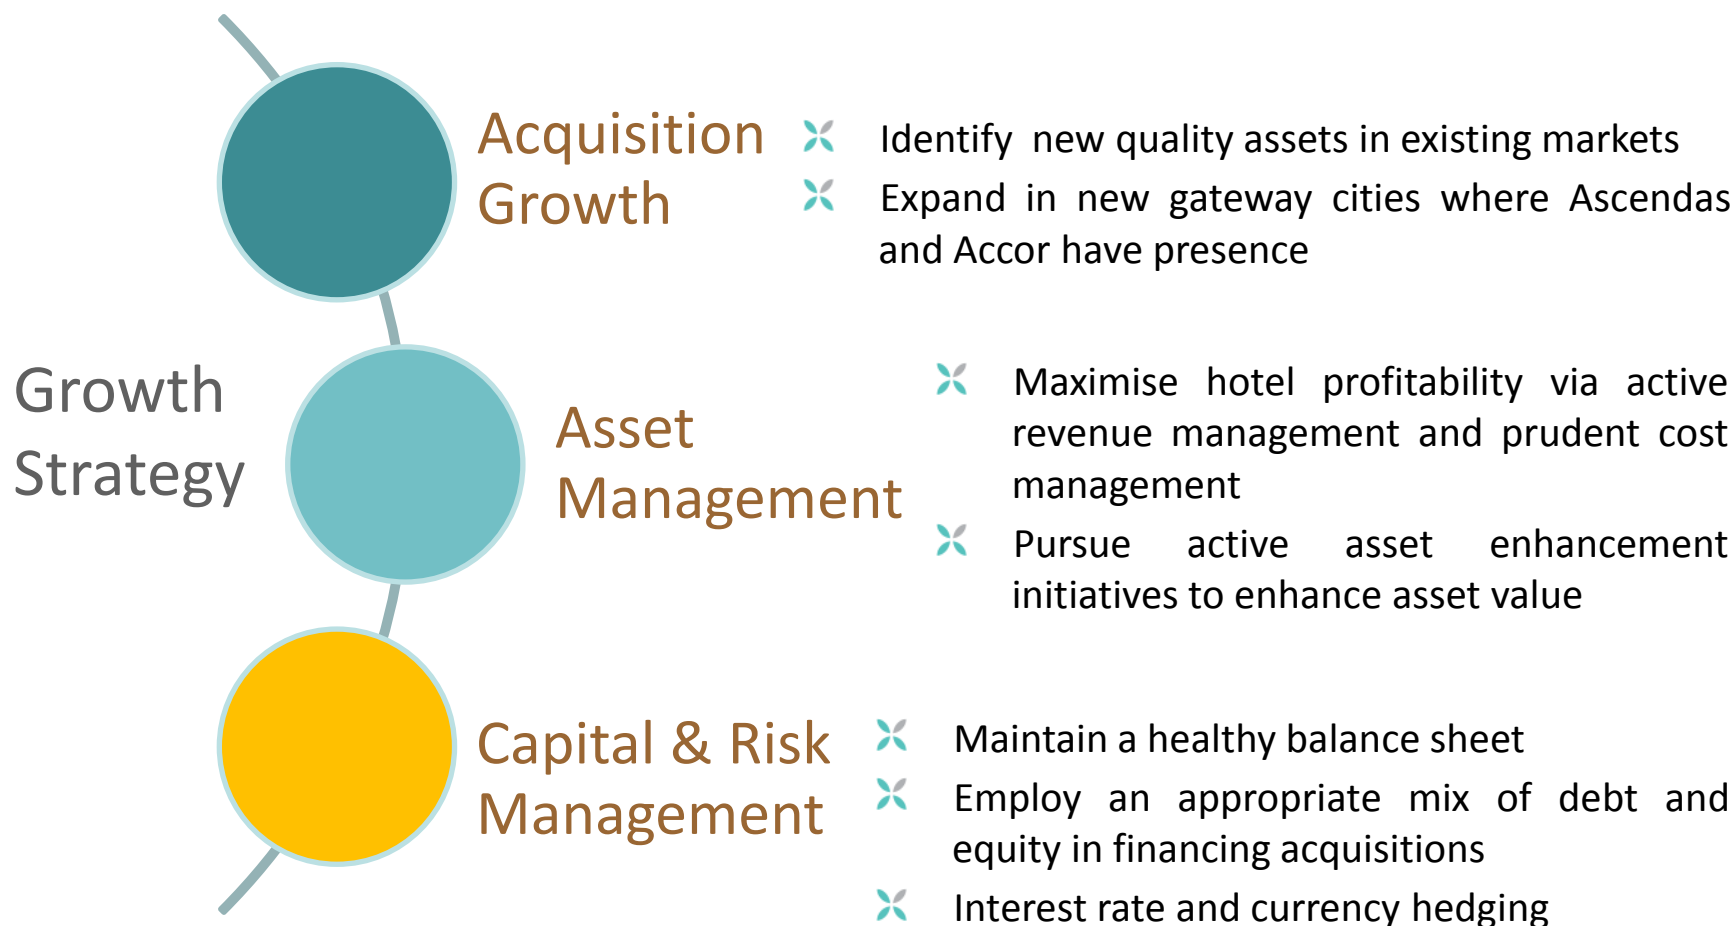 Growth
Strategy
Acquisition
Growth
Identify  new quality assets in existing markets
Expand in new gateway cities where Ascendas
and Accor have presence
Asset
Management
Maximise hotel profitability via active
revenue management and prudent cost
management
Pursue active asset enhancement
initiatives to enhance asset value
Capital & Risk
Management
Maintain a healthy balance sheet
Employ an appropriate mix of debt and
equity in financing acquisitions
Interest rate and currency hedging